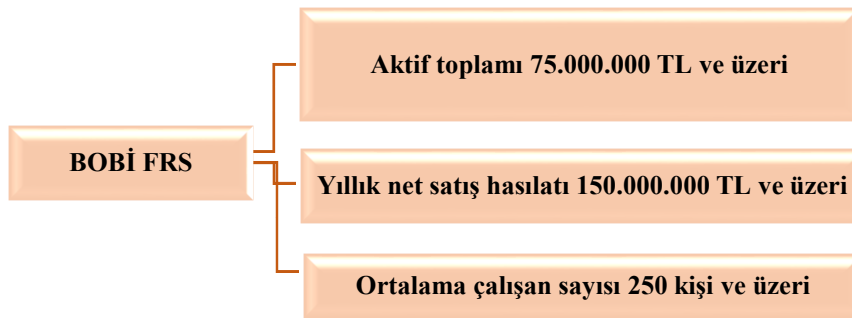 Aktif toplamı 75.000.000 TL ve üzeri
BOBİ FRS
Yıllık net satış hasılatı 150.000.000 TL ve üzeri
Ortalama çalışan sayısı 250 kişi ve üzeri